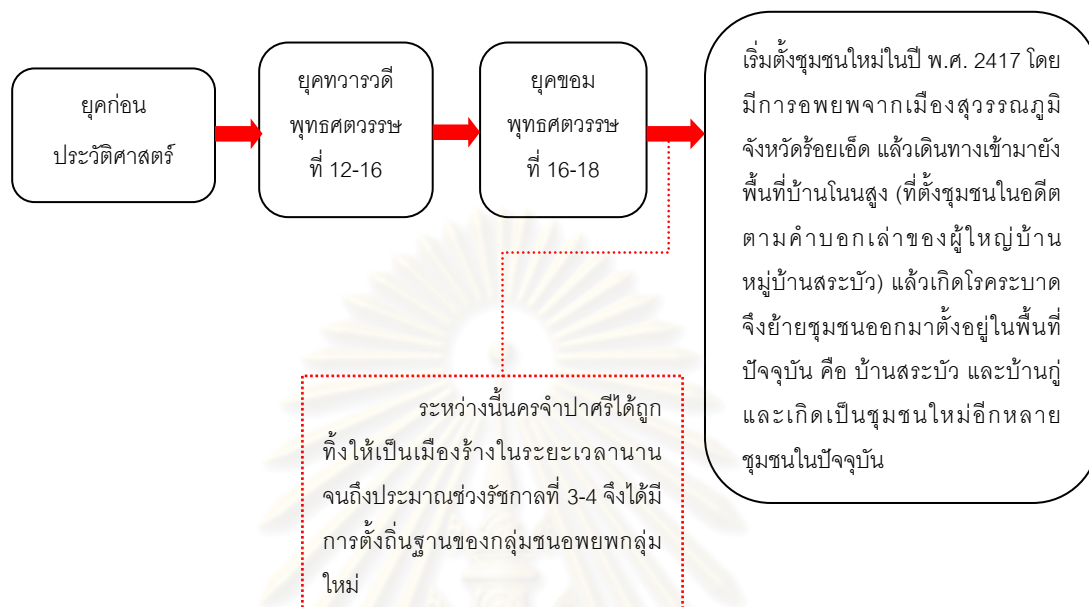 ยุคก่อน
ประวัติศาสตร์
ยุคทวารวดี
พุทธศตวรรษ
ที่ 12-16
ยุคขอม
พุทธศตวรรษ
ที่ 16-18
เริ่มตั้งชุมชนใหม่ในปี พ.ศ. 2417 โดย
มีการอพยพจากเมืองสุวรรณภูมิ
จังหวัดร้อยเอ็ด แล้วเดินทางเข้ามายัง
พื้นที่บ้านโนนสูง (ที่ตั้งชุมชนในอดีต
ตามคำบอกเล่าของผู้ใหญ่บ้าน
หมู่บ้านสระบัว) แล้วเกิดโรคระบาด
จึงย้ายชุมชนออกมาตั้งอยู่ในพื้นที่
ปัจจุบัน คือ บ้านสระบัว และบ้านกู่
และเกิดเป็นชุมชนใหม่อีกหลาย
ชุมชนในปัจจุบัน
ระหว่างนี้นครจำปาศรีได้ถูก
ทิ้งให้เป็นเมืองร้างในระยะเวลานาน
จนถึงประมาณช่วงรัชกาลที่ 3-4 จึงได้มี
การตั้งถิ่นฐานของกลุ่มชนอพยพกลุ่ม
ใหม่